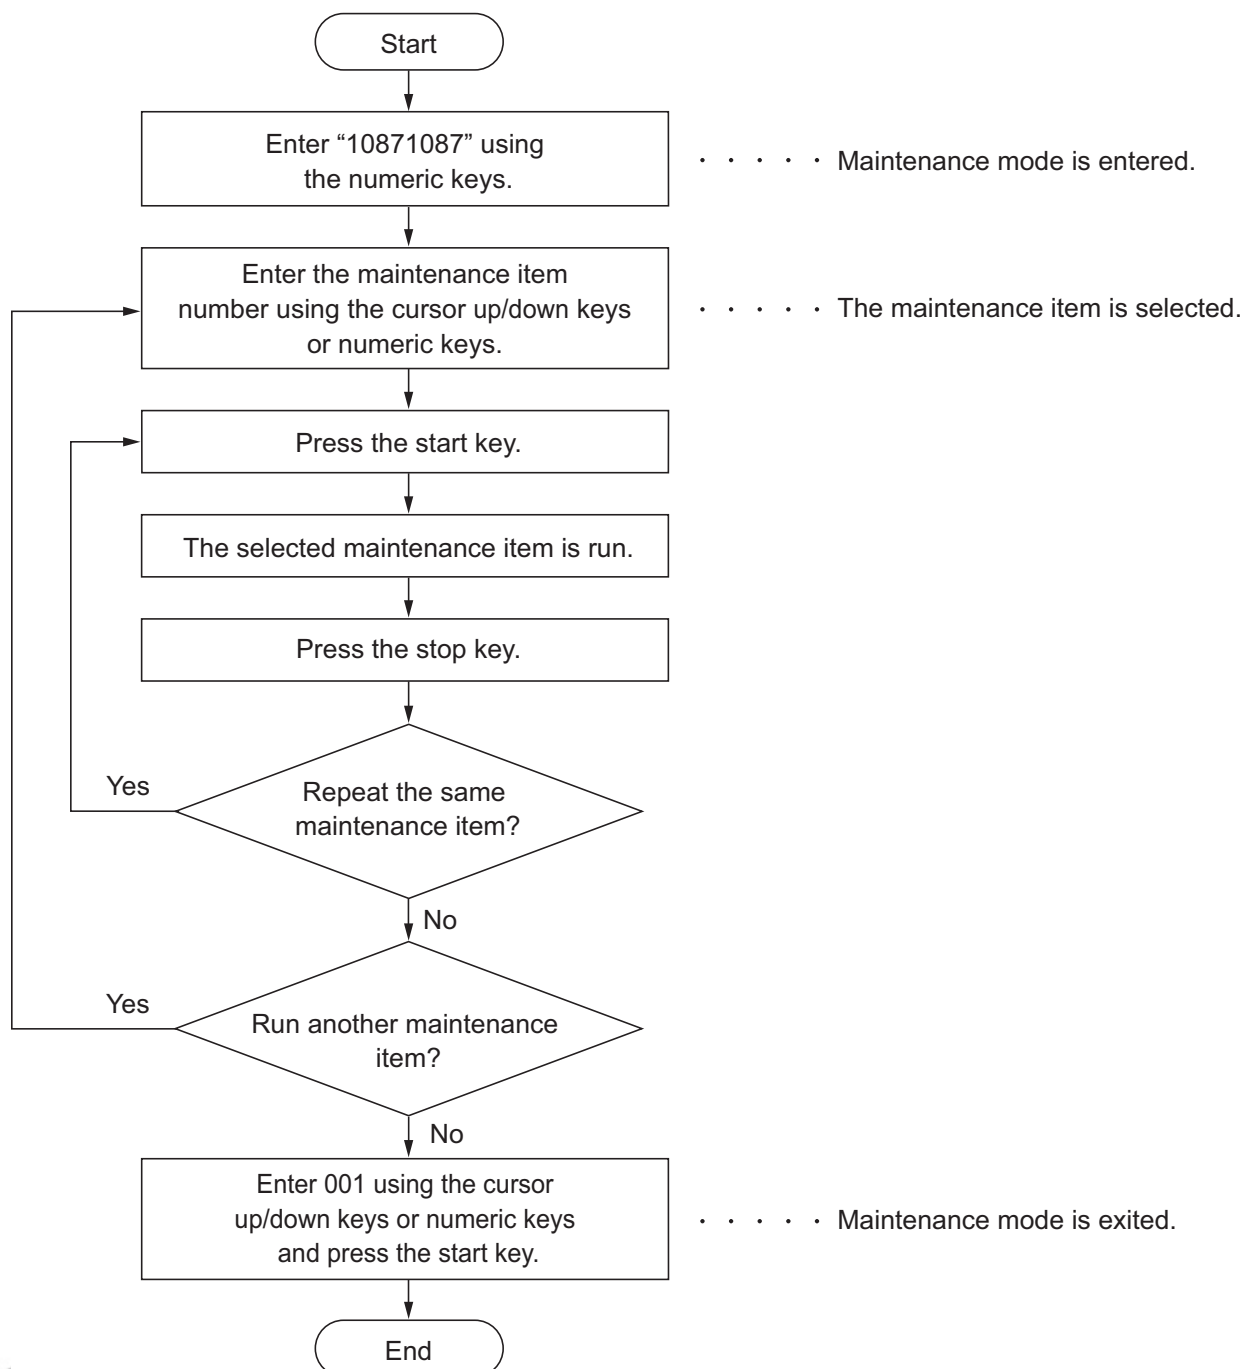 Start
Enter “10871087” using
the numeric keys.
· · · · · Maintenance mode is entered.
Enter the maintenance item
number using the cursor up/down keys
or numeric keys.
· · · · · The maintenance item is selected.
Press the start key.
The selected maintenance item is run.
Press the stop key.
Yes
Repeat the same
maintenance item?
No
Yes
Run another maintenance
item?
No
Enter 001 using the cursor
up/down keys or numeric keys
and press the start key.
· · · · · Maintenance mode is exited.
End